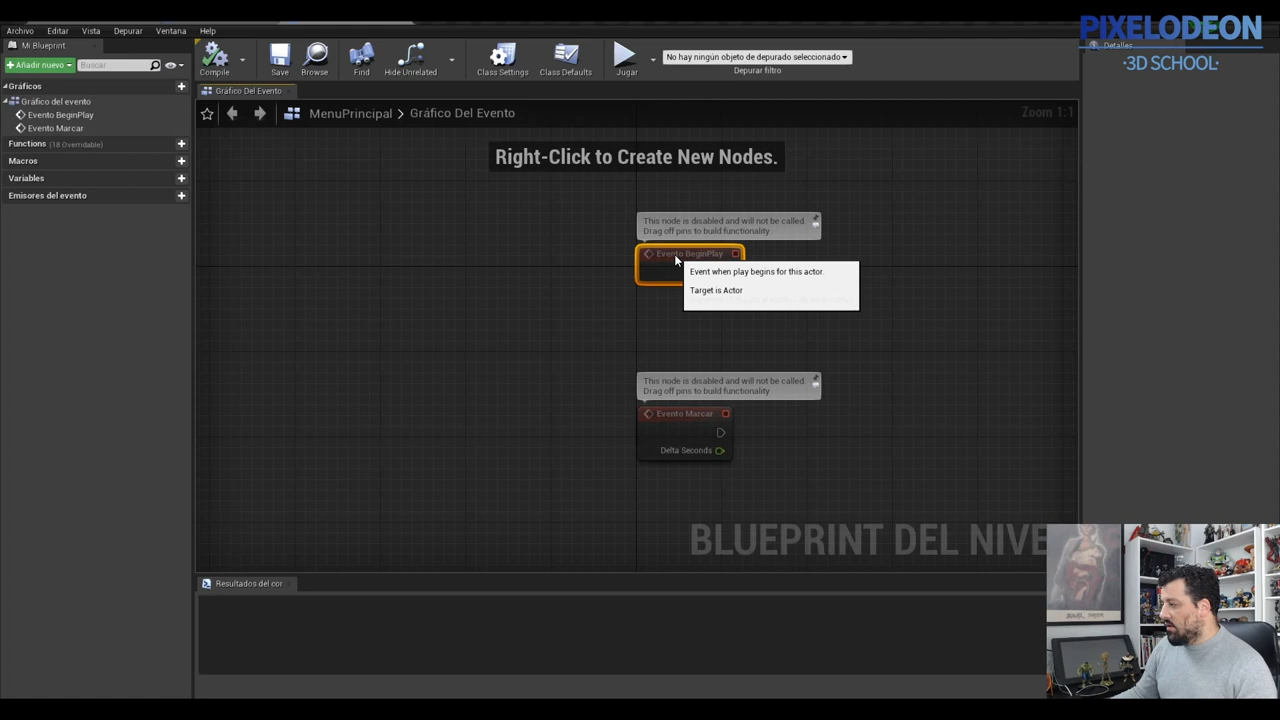 PIXELODEON
·3D SCHOOL·
Archivo Editar Vista Depurar Ventana Help
Mi Blueprint
Detalles
Añadir nuevo
Buscar
Compile
Save
Browse
Find
Hide Unrelated
Class Settings
Class Defaults
Jugar
No hay ningún objeto de depurado seleccionado
Depurar filtro
Gráficos
Gráfico del evento
Evento BeginPlay
Evento Marcar
Functions (18 Overridable)
Macros
Variables
Emisores del evento
Gráfico Del Evento
MenuPrincipal > Gráfico Del Evento
Zoom 1:1
Right-Click to Create New Nodes.
This node is disabled and will not be called.
Drag off pins to build functionality
Evento BeginPlay
Event when play begins for this actor.
Target is Actor
This node is disabled and will not be called.
Drag off pins to build functionality
Evento Marcar
Delta Seconds
BLUEPRINT DEL NIVE
Resultados del cor